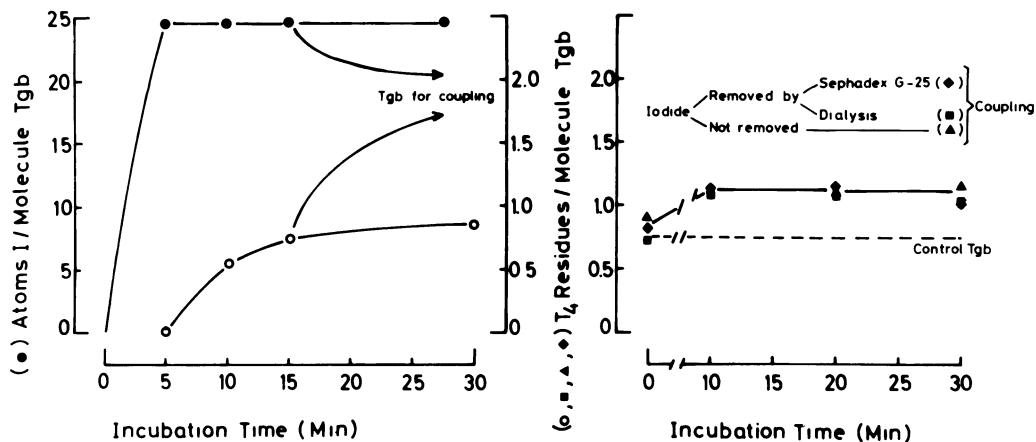 (●) Atoms I/Molecule Tgb
25
20
15
10
5
0
0 5 10 15 20 25 30
Incubation Time (Min)
Tgb for coupling
2.0
1.5
1.0
0.5
0
(○,■,▲,◆) T4 Residues/Molecule Tgb
2.0
1.5
1.0
0.5
0
Iodide
Removed by
Sephadex G-25 (◆)
Dialysis (■)
Not removed (▲)
Coupling
Control Tgb
0 10 20 30
Incubation Time (Min)